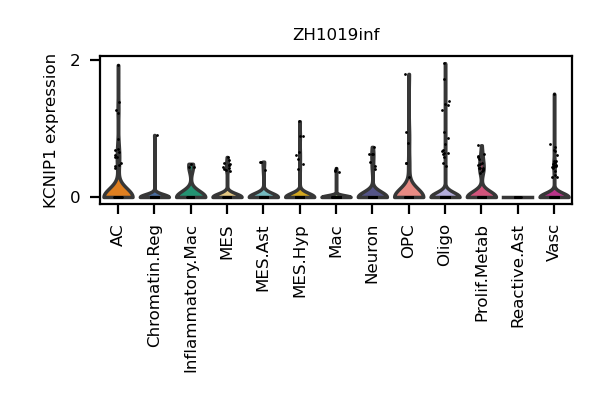 ZH1019inf
KCNIP1 expression
2
0
AC
Chromatin.Reg
Inflammatory.Mac
MES
MES.Ast
MES.Hyp
Mac
Neuron
OPC
Oligo
Prolif.Metab
Reactive.Ast
Vasc